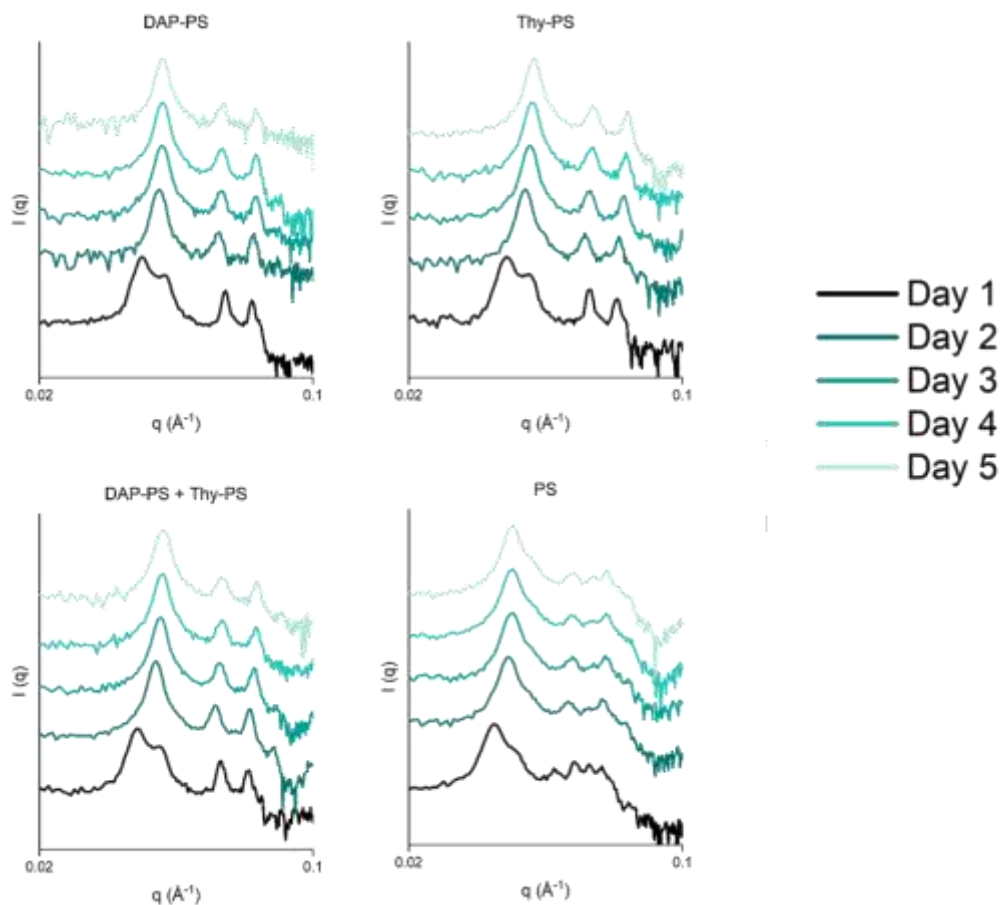 DAP-PS
I (q)
0.02
0.1
q (Å⁻¹)
Thy-PS
I (q)
0.02
0.1
q (Å⁻¹)
Day 1
Day 2
Day 3
Day 4
Day 5
DAP-PS + Thy-PS
I (q)
0.02
0.1
q (Å⁻¹)
PS
I (q)
0.02
0.1
q (Å⁻¹)